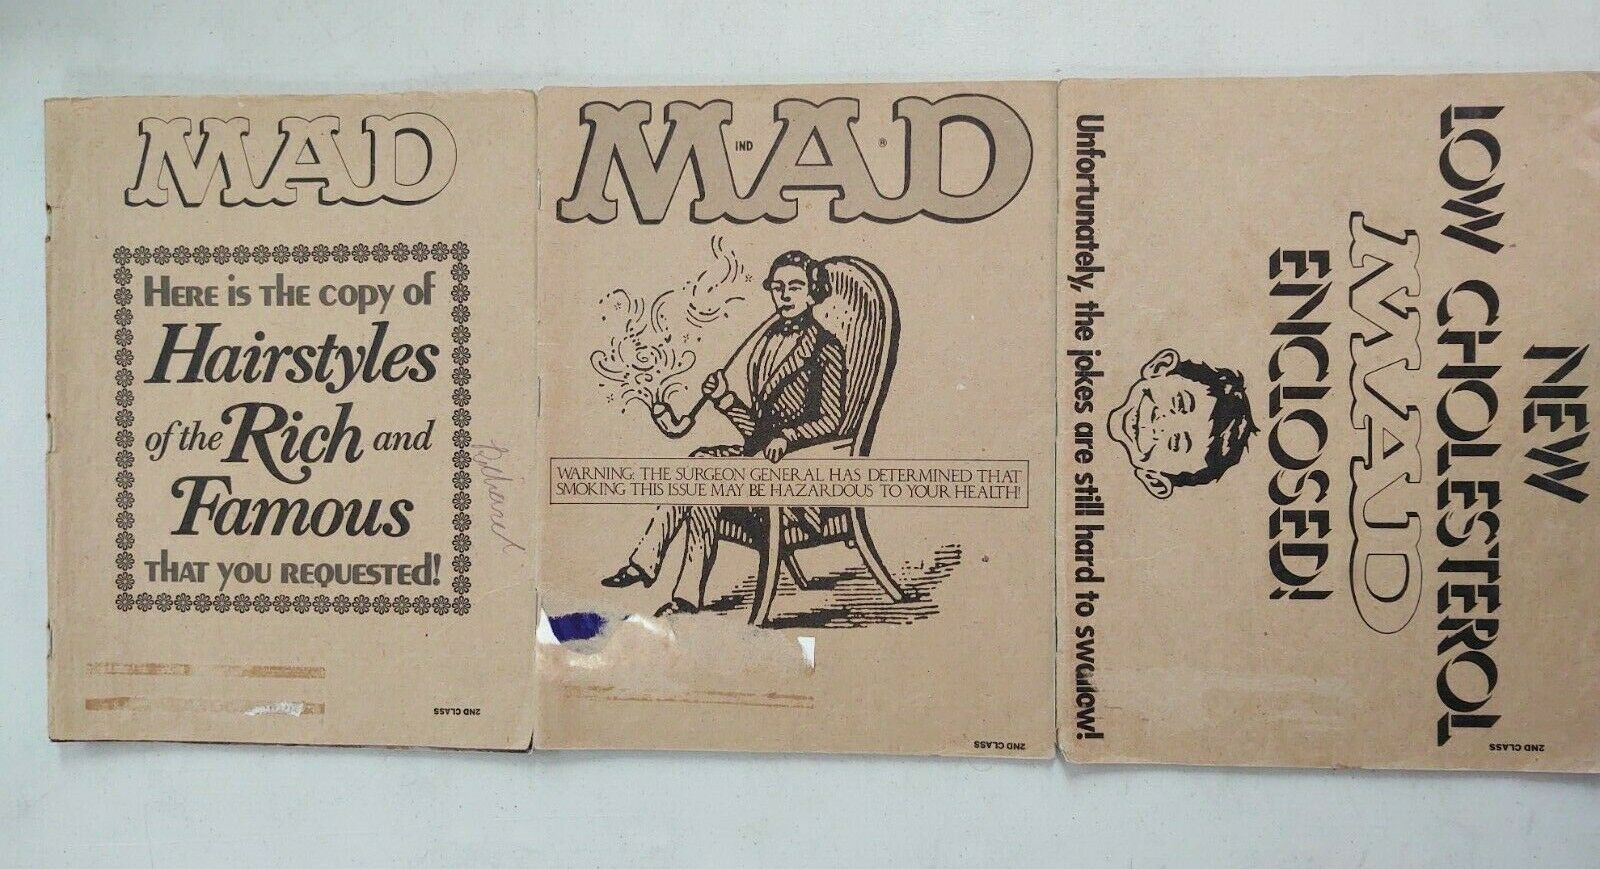 MAD
HERE IS THE COPY OF
Hairstyles
of the Rich and
Famous
THAT YOU REQUESTED!
2ND CLASS
MAD
IND
®
WARNING: THE SURGEON GENERAL HAS DETERMINED THAT
SMOKING THIS ISSUE MAY BE HAZARDOUS TO YOUR HEALTH!
2ND CLASS
NEW
LOW CHOLESTEROL
MAD
ENCLOSED!
Unfortunately, the jokes are still hard to swallow!
2ND CLASS